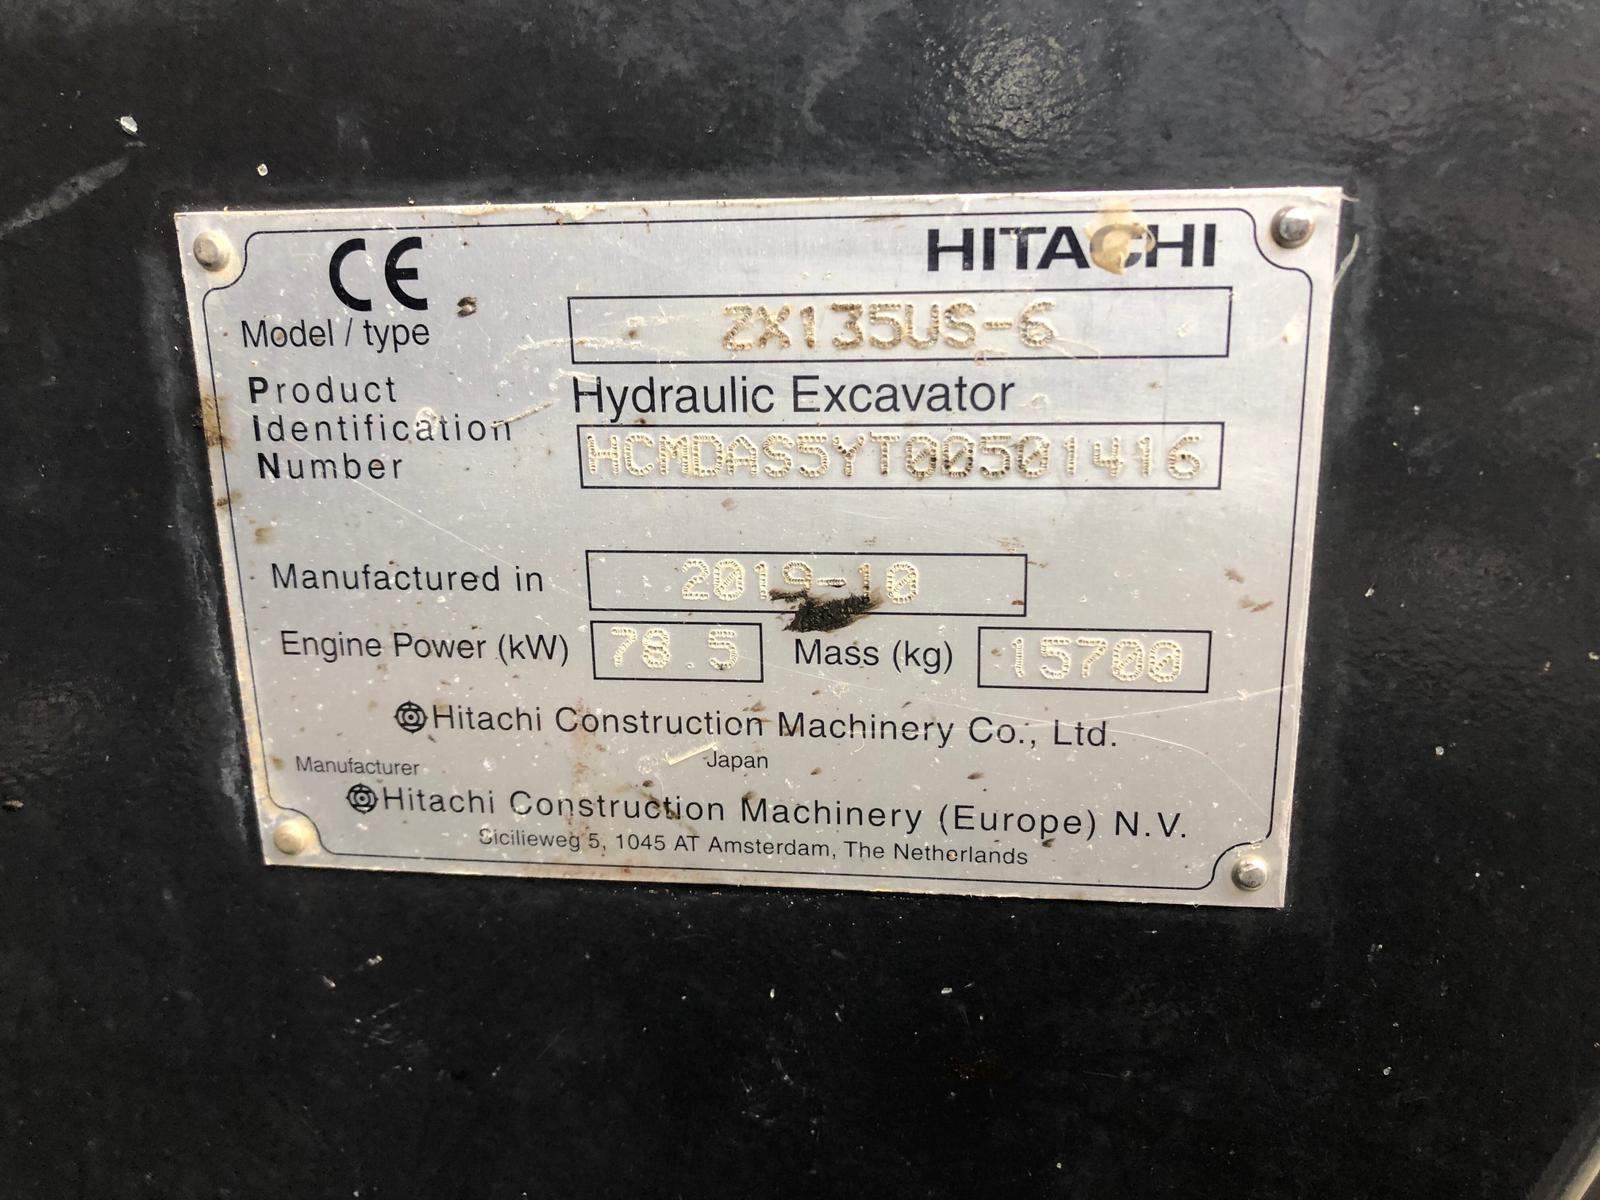 CE HITACHI
Model / type ZX135US-6
Product Hydraulic Excavator
Identification
Number HCMDAS5YT00501416
Manufactured in 2019-10
Engine Power (kW) 78.5 Mass (kg) 15700
Hitachi Construction Machinery Co., Ltd.
Japan
Manufacturer
Hitachi Construction Machinery (Europe) N.V.
Sicilieweg 5, 1045 AT Amsterdam, The Netherlands